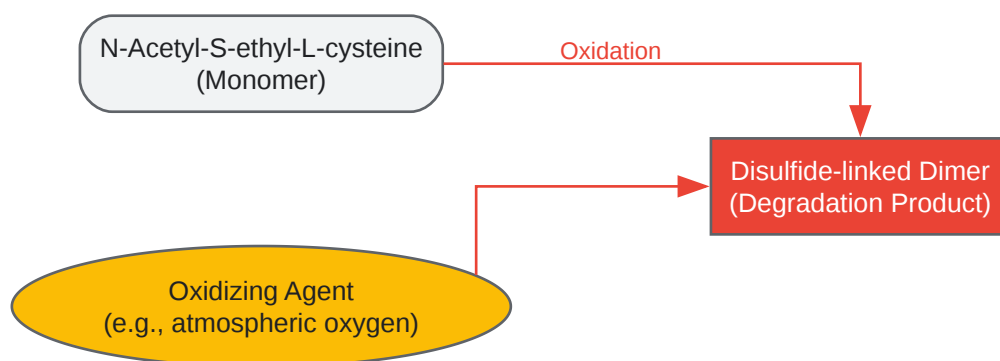 N-Acetyl-S-ethyl-L-cysteine
(Monomer)
Oxidation
Disulfide-linked Dimer
(Degradation Product)
Oxidizing Agent
(e.g., atmospheric oxygen)